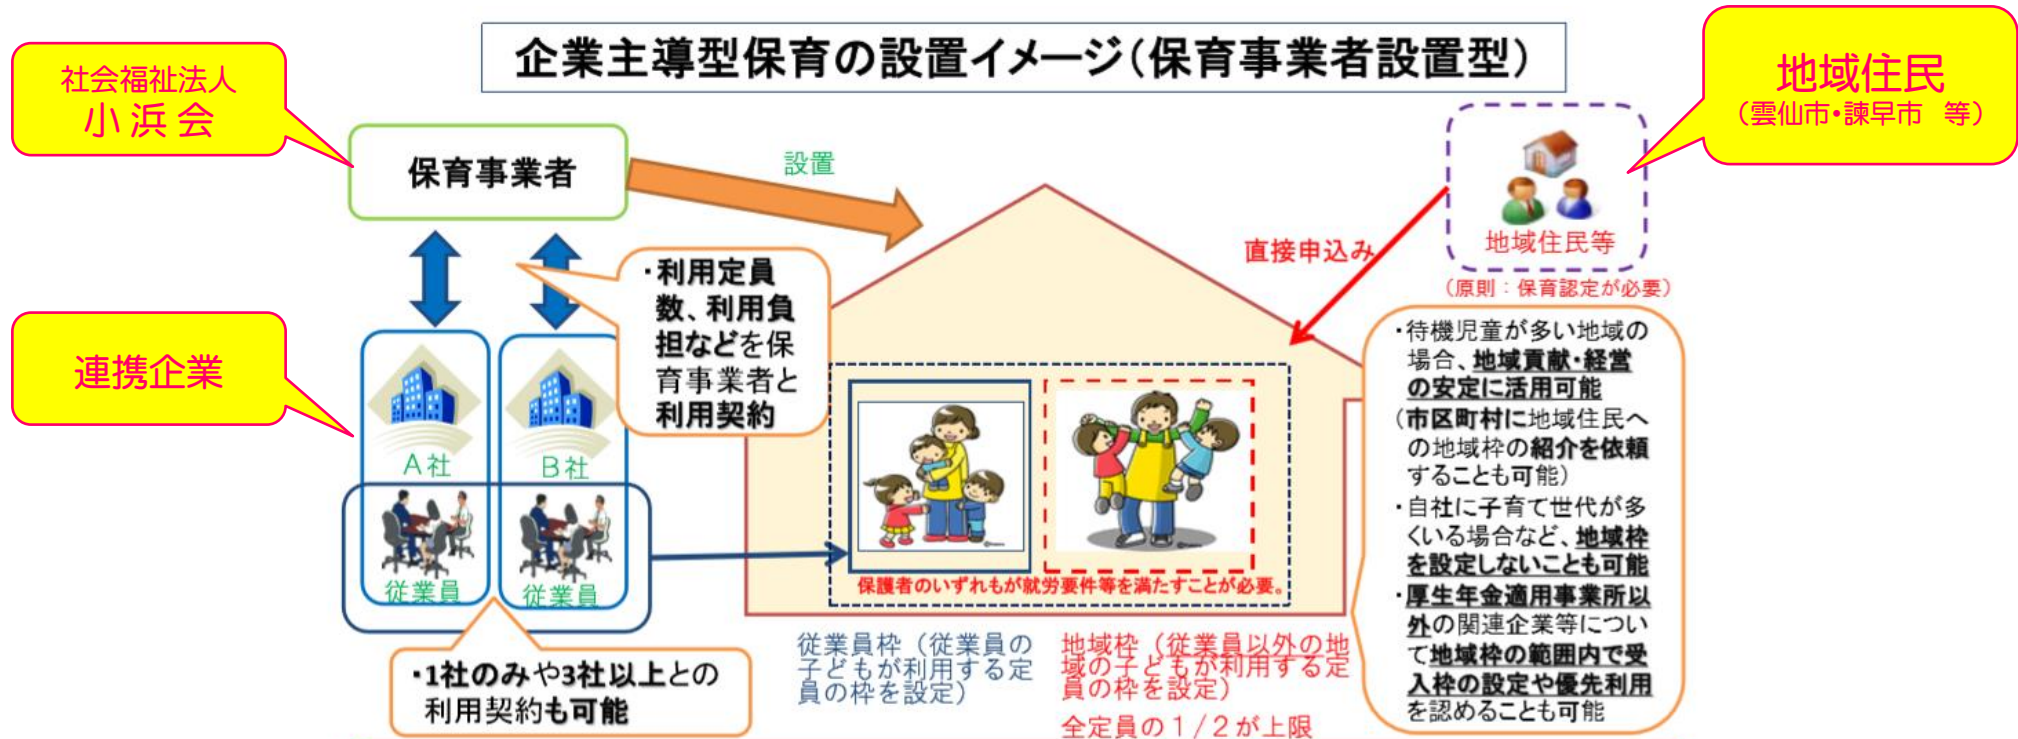 企業主導型保育の設置イメージ（保育事業者設置型）
社会福祉法人
小 浜 会
地域住民
（雲仙市・諫早市 等）
保育事業者
設置
直接申込み
地域住民等
（原則：保育認定が必要）
・利用定員
数、利用負
担などを保
育事業者と
利用契約
連携企業
A社
B社
従業員
従業員
・1社のみや3社以上との
利用契約も可能
保護者のいずれもが就労要件等を満たすことが必要。
従業員枠（従業員の
子どもが利用する定
員の枠を設定）
地域枠（従業員以外の地
域の子どもが利用する定
員の枠を設定）
全定員の１/２が上限
・待機児童が多い地域の
場合、地域貢献・経営
の安定に活用可能
（市区町村に地域住民へ
の地域枠の紹介を依頼
することも可能）
・自社に子育て世代が多
くいる場合など、地域枠
を設定しないことも可能
・厚生年金適用事業所以
外の関連企業等につい
て地域枠の範囲内で受
入枠の設定や優先利用
を認めることも可能